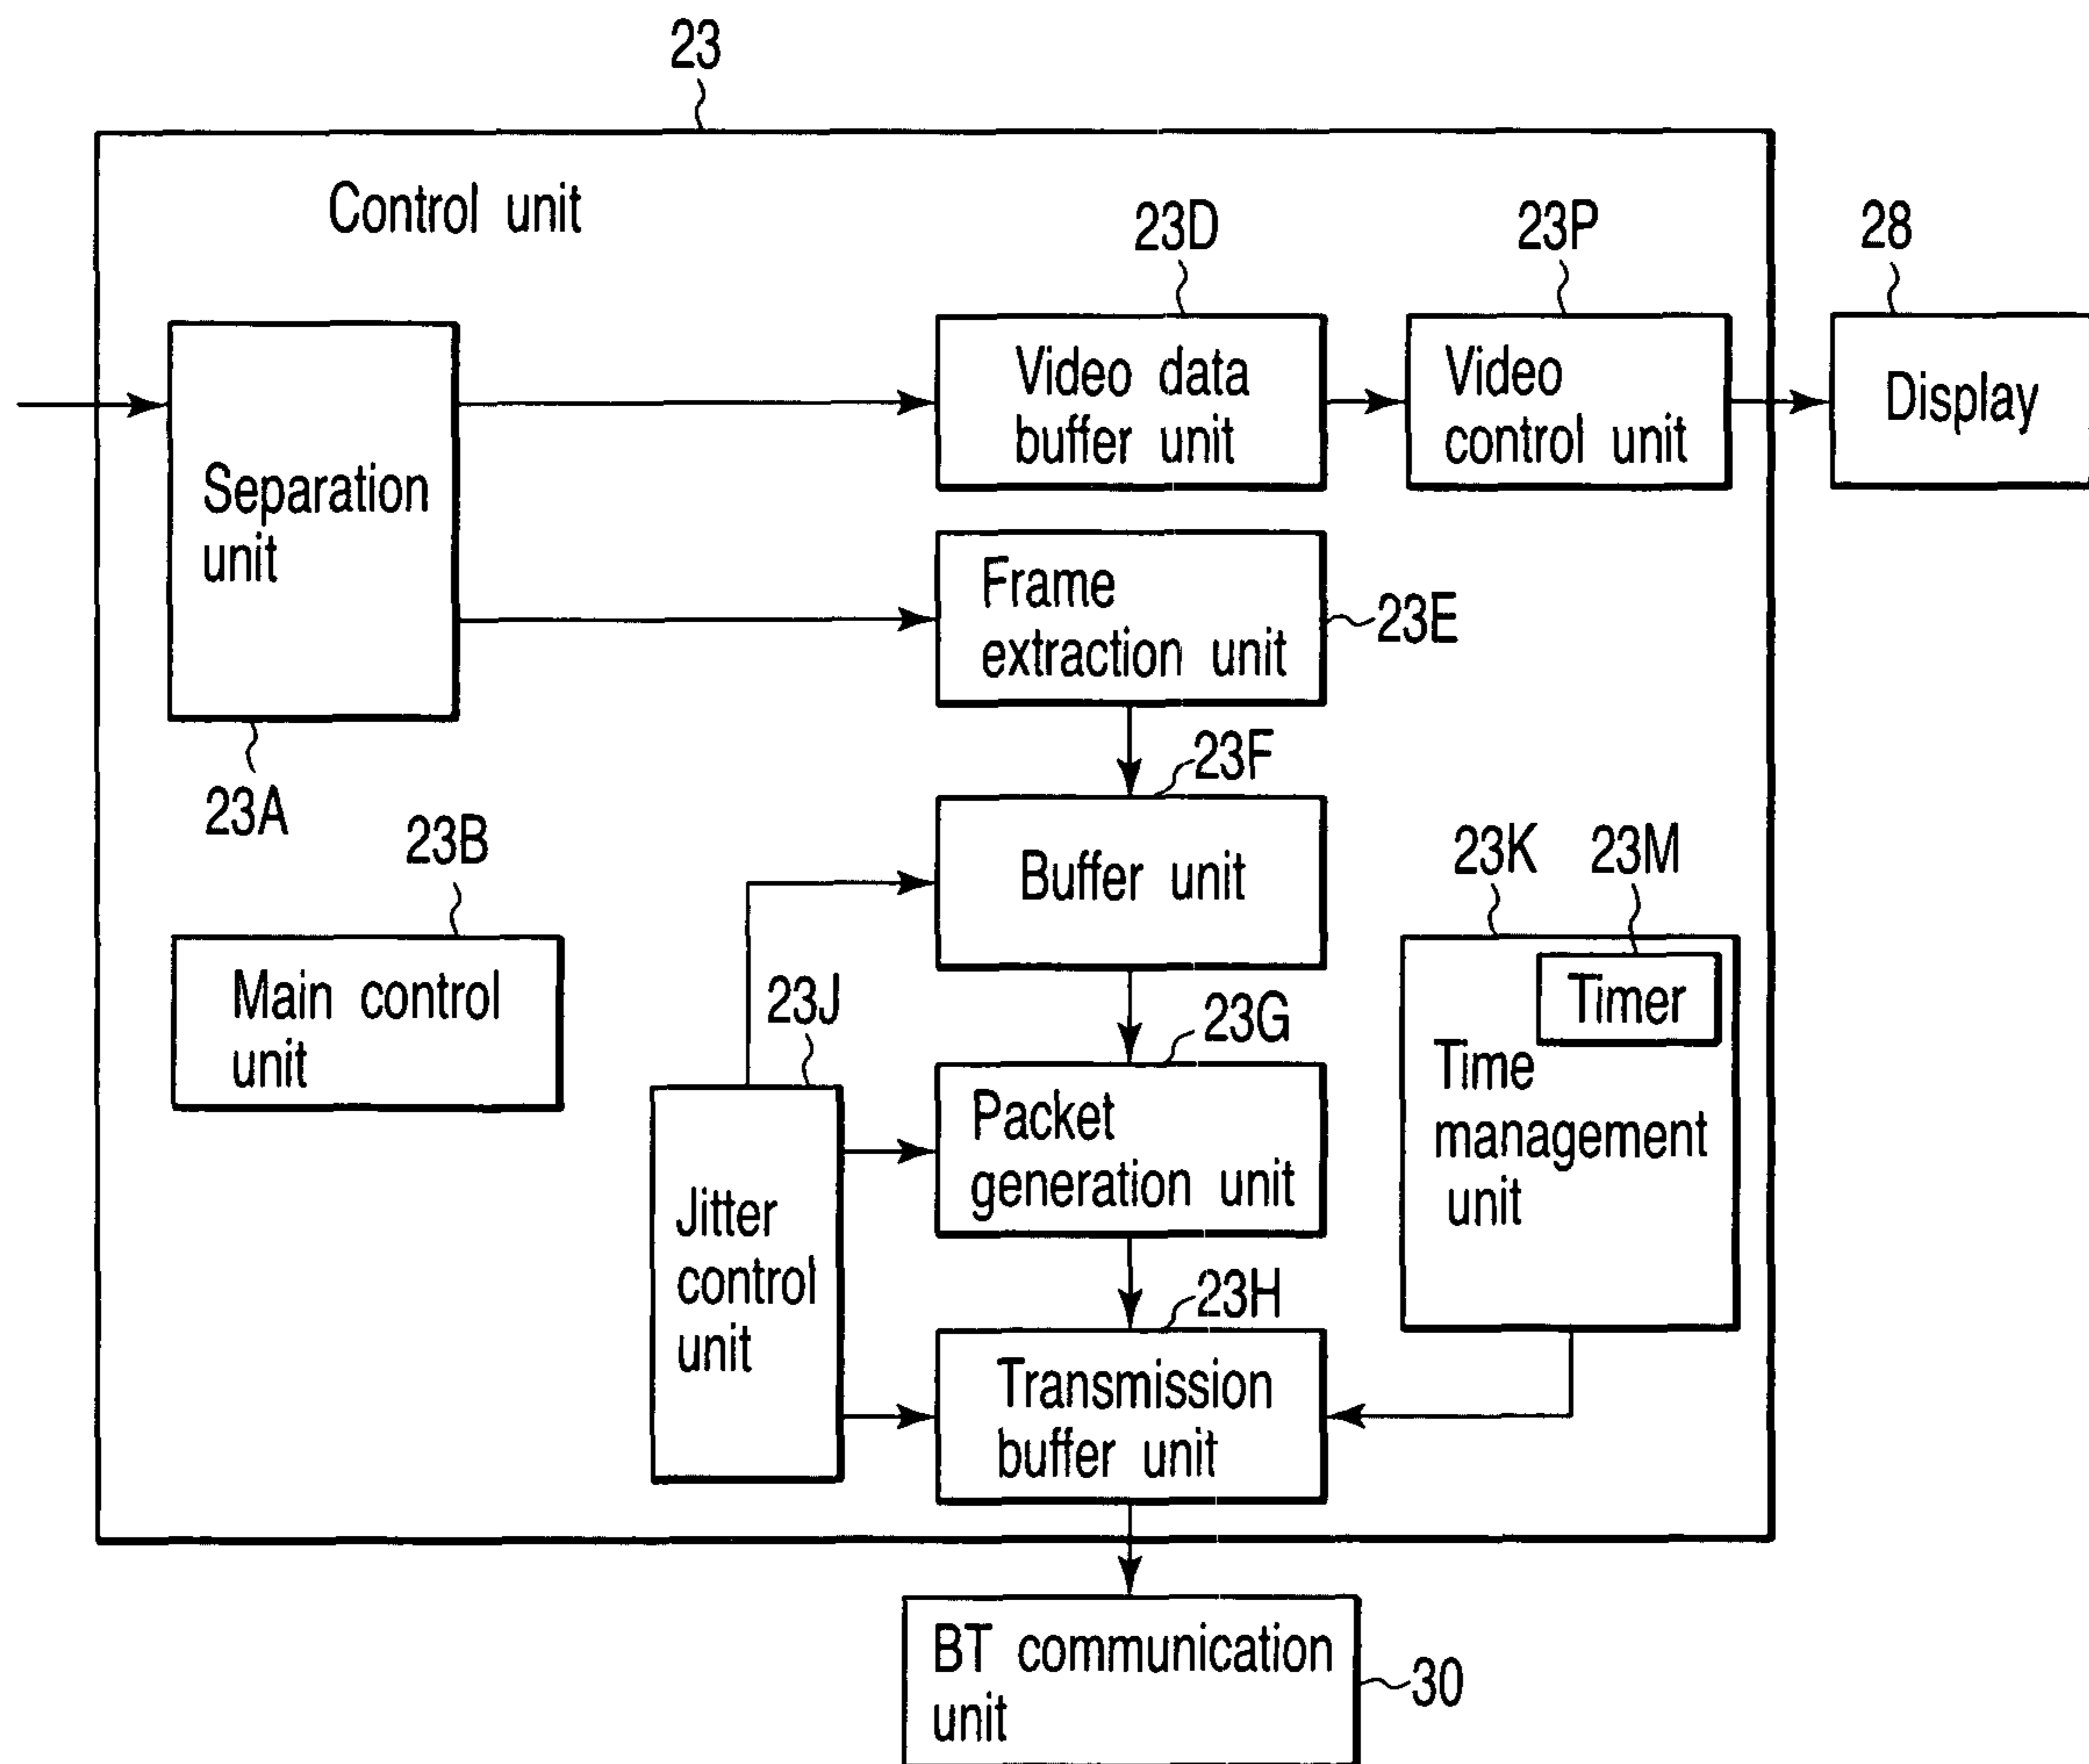 23
Control unit
23D
23P
28
Separation
unit
Video data
buffer unit
Video
control unit
Display
Frame
extraction unit
23E
23A
23F
23B
Buffer unit
23K
23M
Main control
unit
23J
23G
Timer
Time
management
unit
Packet
generation unit
Jitter
control
unit
23H
Transmission
buffer unit
BT communication
unit
30